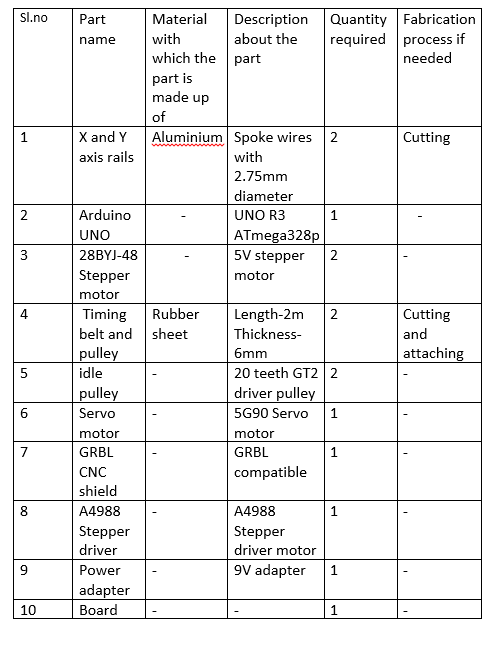 Sl.no Part name Material with which the part is made up of Description about the part Quantity required Fabrication process if needed
1 X and Y axis rails Aluminium Spoke wires with 2.75mm diameter 2 Cutting
2 Arduino UNO - UNO R3 ATmega328p 1 -
3 28BYJ-48 Stepper motor - 5V stepper motor 2 -
4 Timing belt and pulley Rubber sheet Length-2m Thickness-6mm 2 Cutting and attaching
5 idle pulley - 20 teeth GT2 driver pulley 2 -
6 Servo motor - 5G90 Servo motor 1 -
7 GRBL CNC shield - GRBL compatible 1 -
8 A4988 Stepper driver - A4988 Stepper driver motor 1 -
9 Power adapter - 9V adapter 1 -
10 Board - - 1 -